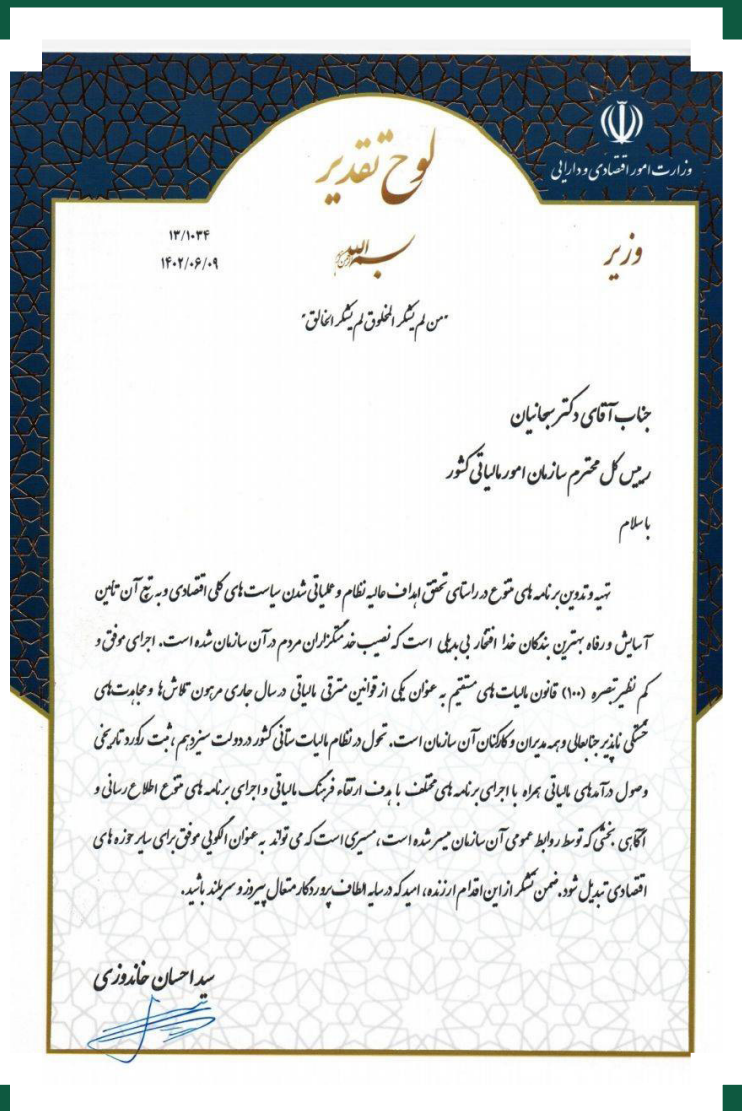 لوح تقدیر
وزارت امور اقتصادی و دارایی
وزیر
بسم الله الرحمن الرحیم
۱۳/۱۰۳۴
۱۴۰۲/۰۶/۰۹
"من لم یشکر المخلوق لم یشکر الخالق"
جناب آقای دکتر سبحانیان
رییس کل محترم سازمان امور مالیاتی کشور
با سلام
تهیه و تدوین برنامه های متنوع در راستای تحقق اهداف عالیه نظام و عملیاتی شدن سیاست های کلی اقتصادی و به تبع آن تامین
آسایش و رفاه بهترین بندگان خدا افتخار بی بدیلی است که نصیب خدمتگزاران مردم در آن سازمان شده است. اجرای موفق و
کم نظیر تبصره (۱۰۰) قانون مالیات های مستقیم به عنوان یکی از قوانین مترقی مالیاتی در سال جاری مرهون تلاش ها و مجاهدت های
خستگی ناپذیر جنابعالی و همه مدیران و کارکنان آن سازمان است. تحول در نظام مالیات ستانی کشور در دولت سیزدهم، ثبت رکورد تاریخی
وصول درآمدهای مالیاتی همراه با اجرای برنامه های مختلف با هدف ارتقاء فرهنگ مالیاتی و اجرای برنامه های متنوع اطلاع رسانی و
آگاهی بخشی که توسط روابط عمومی آن سازمان میسر شده است، مسیری است که می تواند به عنوان الگویی موفق برای سایر حوزه های
اقتصادی تبدیل شود. ضمن تشکر از این اقدام ارزنده، امید که در سایه الطاف پروردگار متعال پیروز و سربلند باشید.
سید احسان خاندوزی